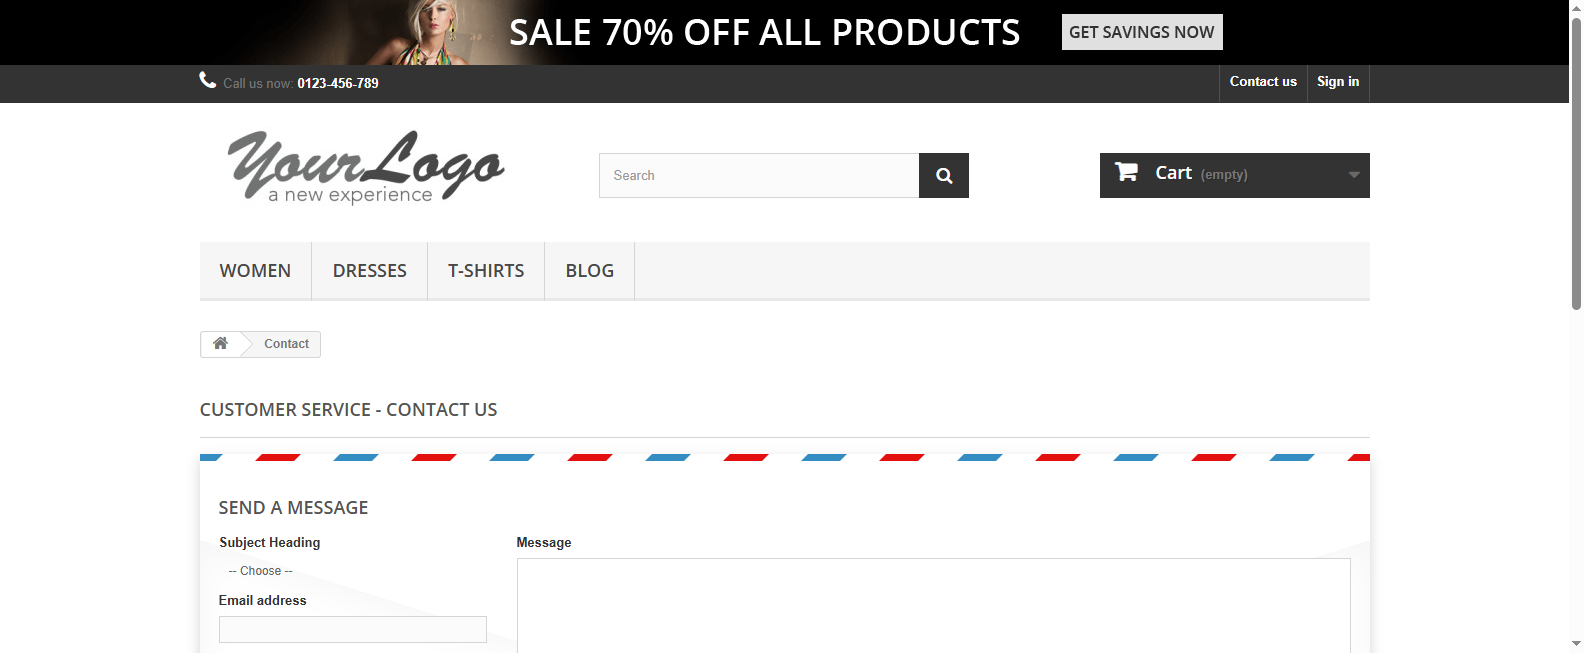 SALE 70% OFF ALL PRODUCTS GET SAVINGS NOW
Call us now: 0123-456-789 Contact us Sign in
YourLogo
a new experience
Search
Cart (empty)
WOMEN DRESSES T-SHIRTS BLOG
Contact
CUSTOMER SERVICE - CONTACT US
SEND A MESSAGE
Subject Heading
-- Choose --
Email address
Message